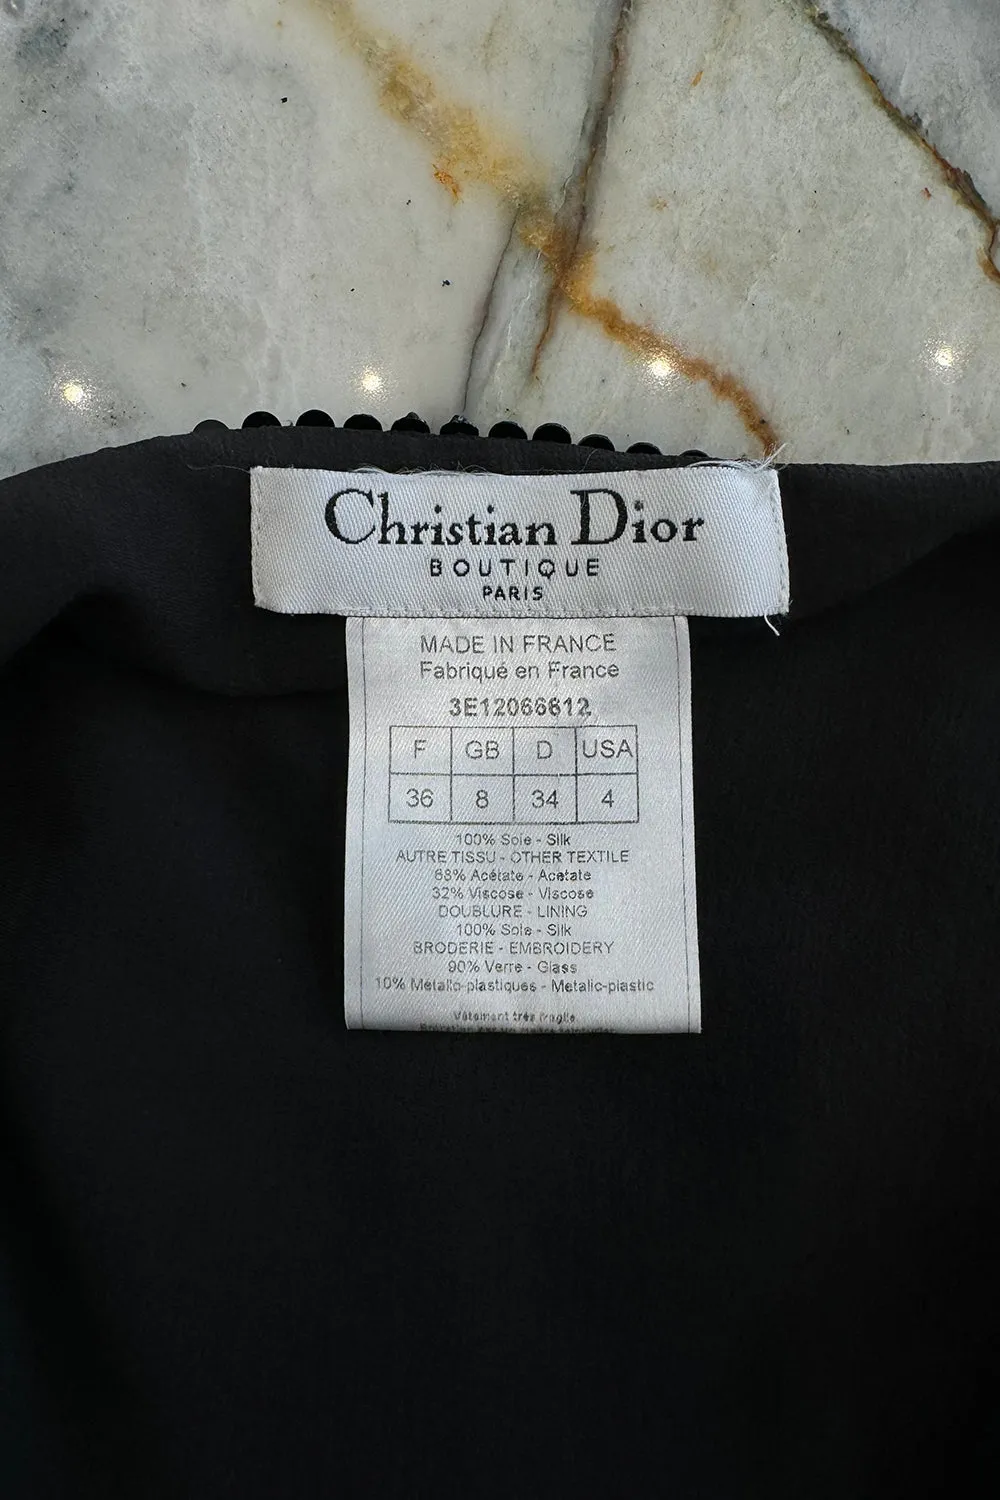 Christian Dior
BOUTIQUE
PARIS
MADE IN FRANCE
Fabriqué en France
3E12066612
F GB D USA
36 8 34 4
100% Soie - Silk
AUTRE TISSU - OTHER TEXTILE
68% Acétate - Acetate
32% Viscose - Viscose
DOUBLURE - LINING
100% Soie - Silk
BRODERIE - EMBROIDERY
90% Verre - Glass
10% Métallo-plastiques - Metalic-plastic
Vêtement très fragile